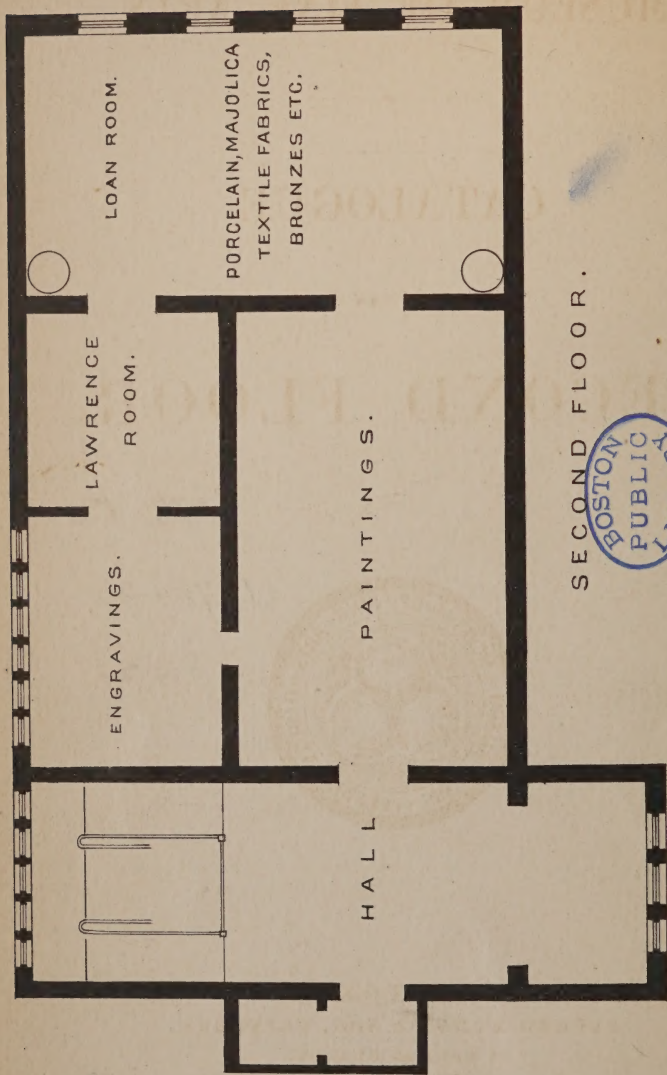 LOAN ROOM.
PORCELAIN, MAJOLICA
TEXTILE FABRICS,
BRONZES ETC.
LAWRENCE
ROOM.
ENGRAVINGS.
PAINTINGS.
HALL
SECOND FLOOR.
BOSTON
PUBLIC